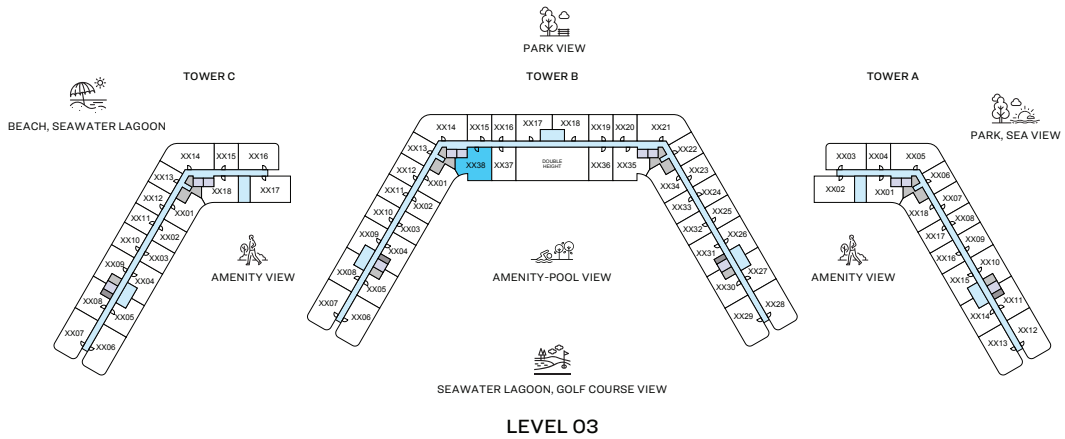 PARK VIEW
TOWER C
TOWER B
TOWER A
BEACH, SEAWATER LAGOON
PARK, SEA VIEW
XX14
XX15
XX16
XX13
XX18
XX17
XX12
XX01
XX11
XX02
XX10
XX03
XX09
XX04
XX08
XX05
XX07
XX06
XX14
XX15
XX16
XX17
XX18
XX19
XX20
XX21
XX13
XX38
XX37
DOUBLE
HEIGHT
XX36
XX35
XX22
XX12
XX01
XX34
XX23
XX11
XX02
XX33
XX24
XX10
XX03
XX32
XX25
XX09
XX04
XX31
XX26
XX08
XX05
XX30
XX27
XX07
XX06
XX29
XX28
XX03
XX04
XX05
XX02
XX01
XX06
XX18
XX07
XX17
XX08
XX16
XX09
XX15
XX10
XX14
XX11
XX13
XX12
AMENITY VIEW
AMENITY-POOL VIEW
AMENITY VIEW
SEAWATER LAGOON, GOLF COURSE VIEW
LEVEL 03